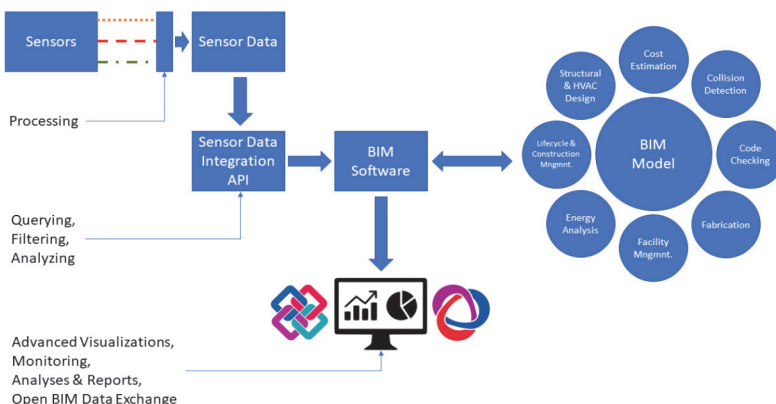 Sensors
Sensor Data
Processing
Sensor Data
Integration
API
BIM
Software
Querying,
Filtering,
Analyzing
Advanced Visualizations,
Monitoring,
Analyses & Reports,
Open BIM Data Exchange
BIM
Model
Cost
Estimation
Collision
Detection
Code
Checking
Fabrication
Facility
Mngmnt.
Energy
Analysis
Lifecycle &
Construction
Mngmnt.
Structural
& HVAC
Design